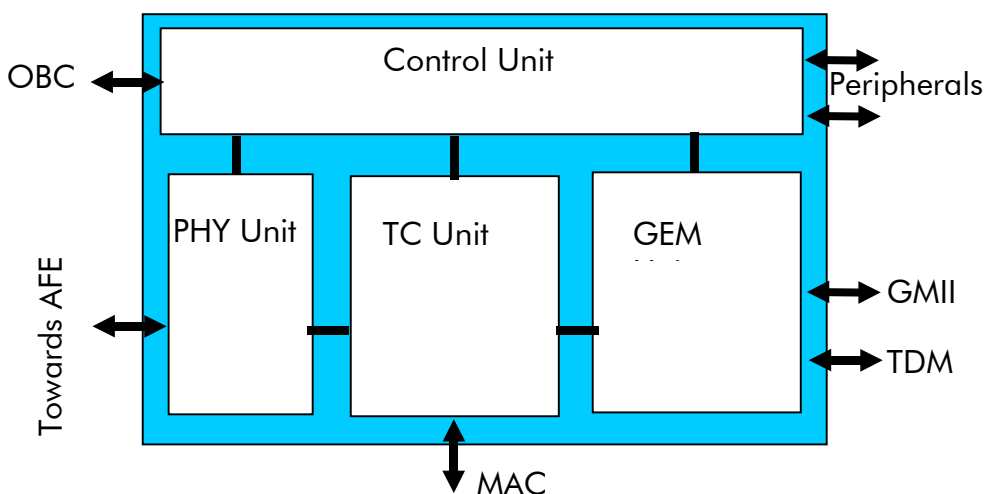 Control Unit
OBC
Peripherals
PHY Unit
TC Unit
GEM
Towards AFE
GMII
TDM
MAC